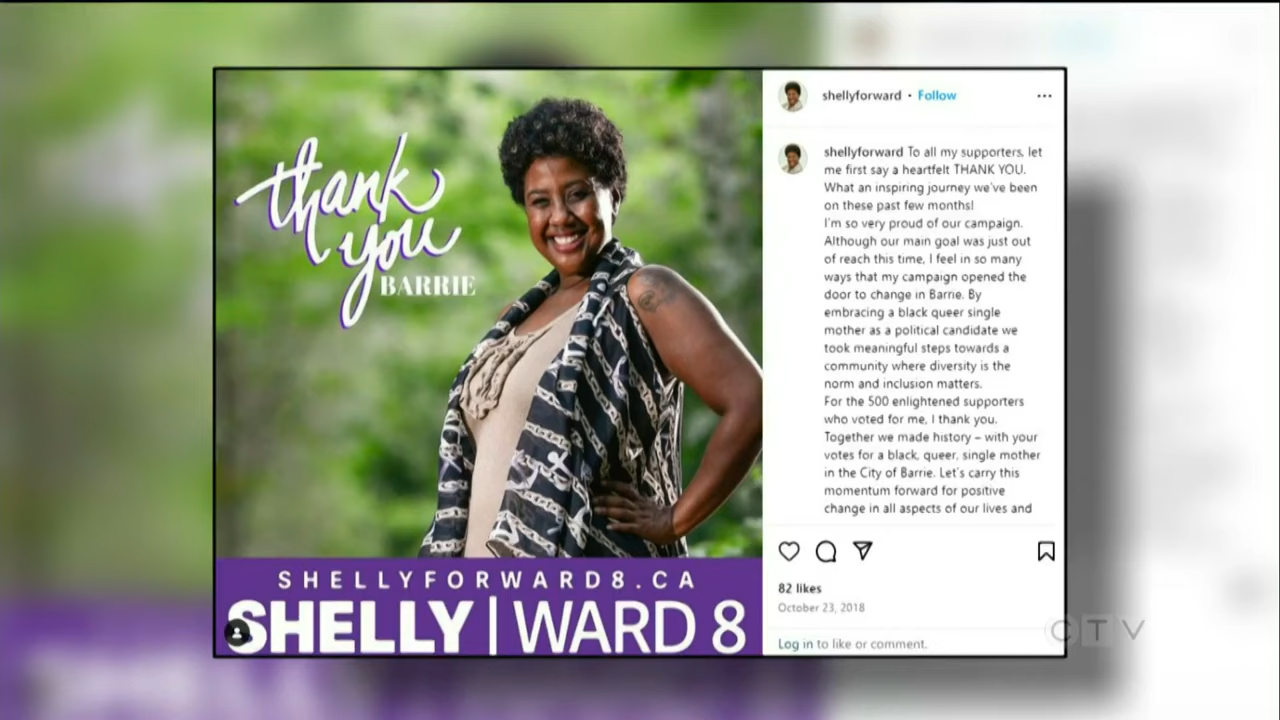 thank
you
BARRIE
SHELLYFORWARD8.CA
SHELLY | WARD 8
shellyforward • Follow
shellyforward To all my supporters, let
me first say a heartfelt THANK YOU.
What an inspiring journey we've been
on these past few months!
I'm so very proud of our campaign.
Although our main goal was just out
of reach this time, I feel in so many
ways that my campaign opened the
door to change in Barrie. By
embracing a black queer single
mother as a political candidate we
took meaningful steps towards a
community where diversity is the
norm and inclusion matters.
For the 500 enlightened supporters
who voted for me, I thank you.
Together we made history – with your
votes for a black, queer, single mother
in the City of Barrie. Let's carry this
momentum forward for positive
change in all aspects of our lives and
82 likes
October 23, 2018
Log in to like or comment.
CTV